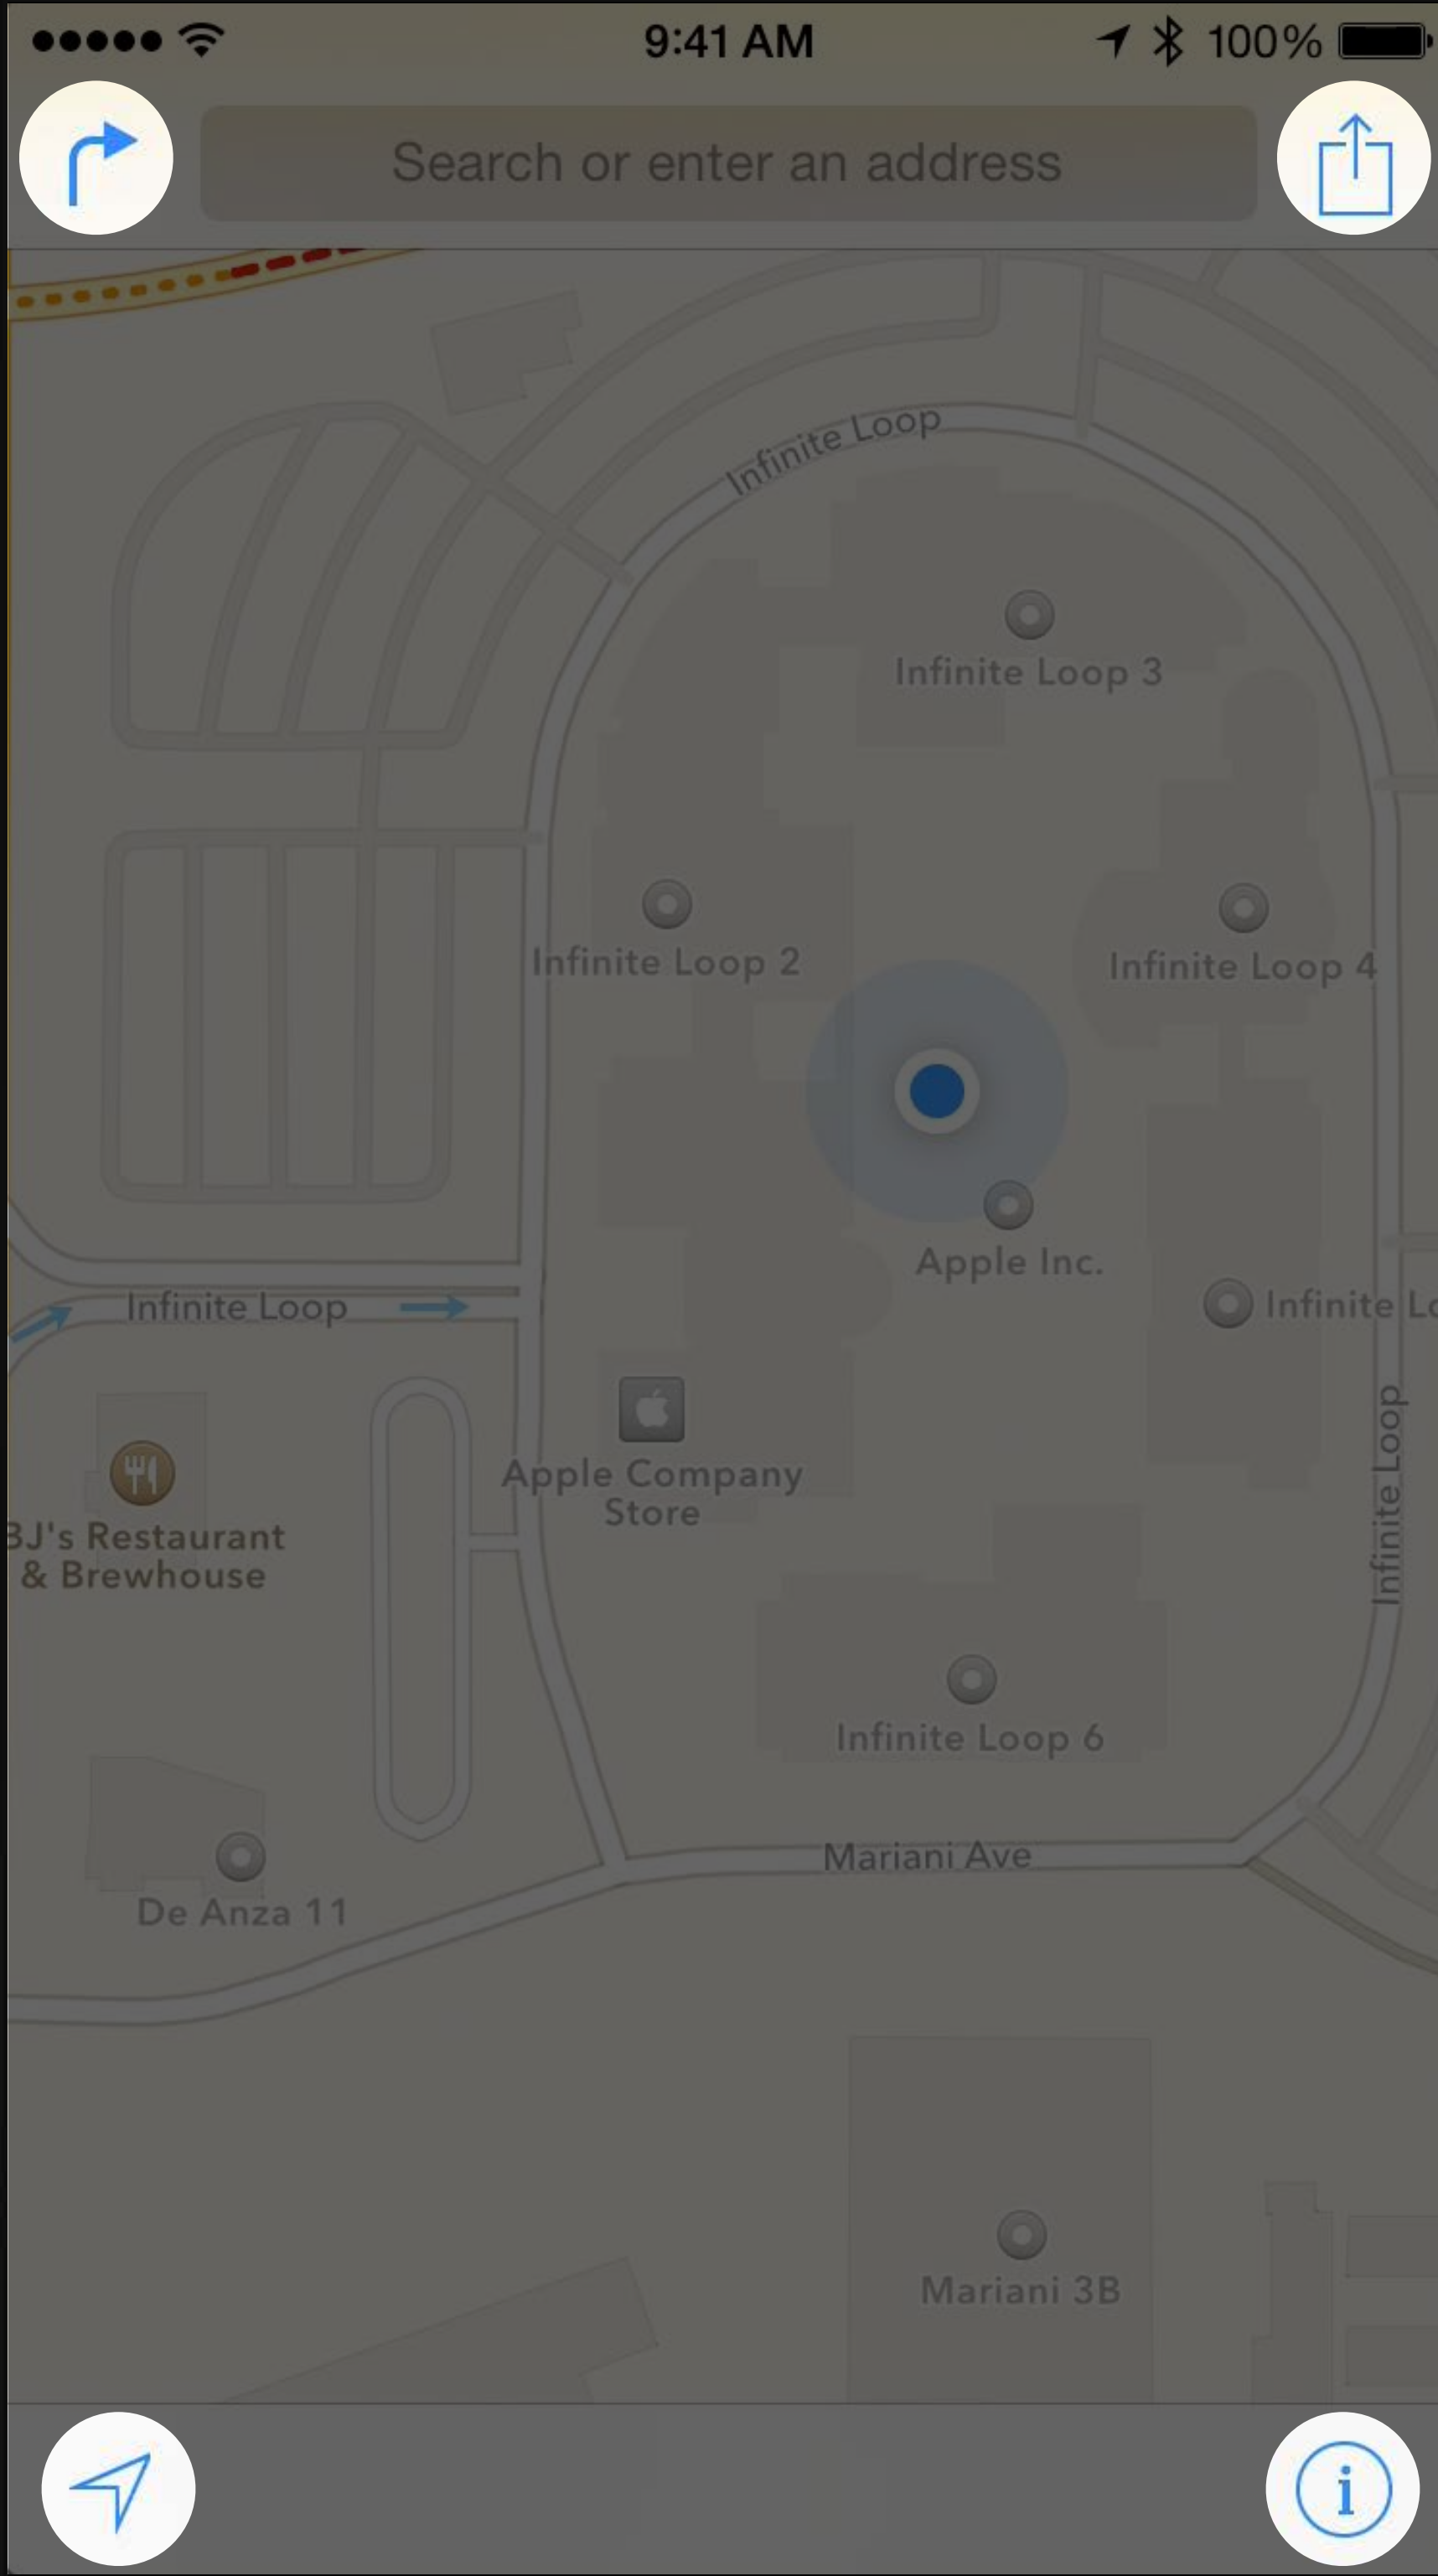 9:41 AM
100%
Search or enter an address
Infinite Loop
Infinite Loop 3
Infinite Loop 2
Infinite Loop 4
Apple Inc.
Infinite Loop
Infinite
Apple Company
Store
BJ's Restaurant
& Brewhouse
Infinite Loop
Infinite Loop 6
Mariani Ave
De Anza 11
Mariani 3B
i